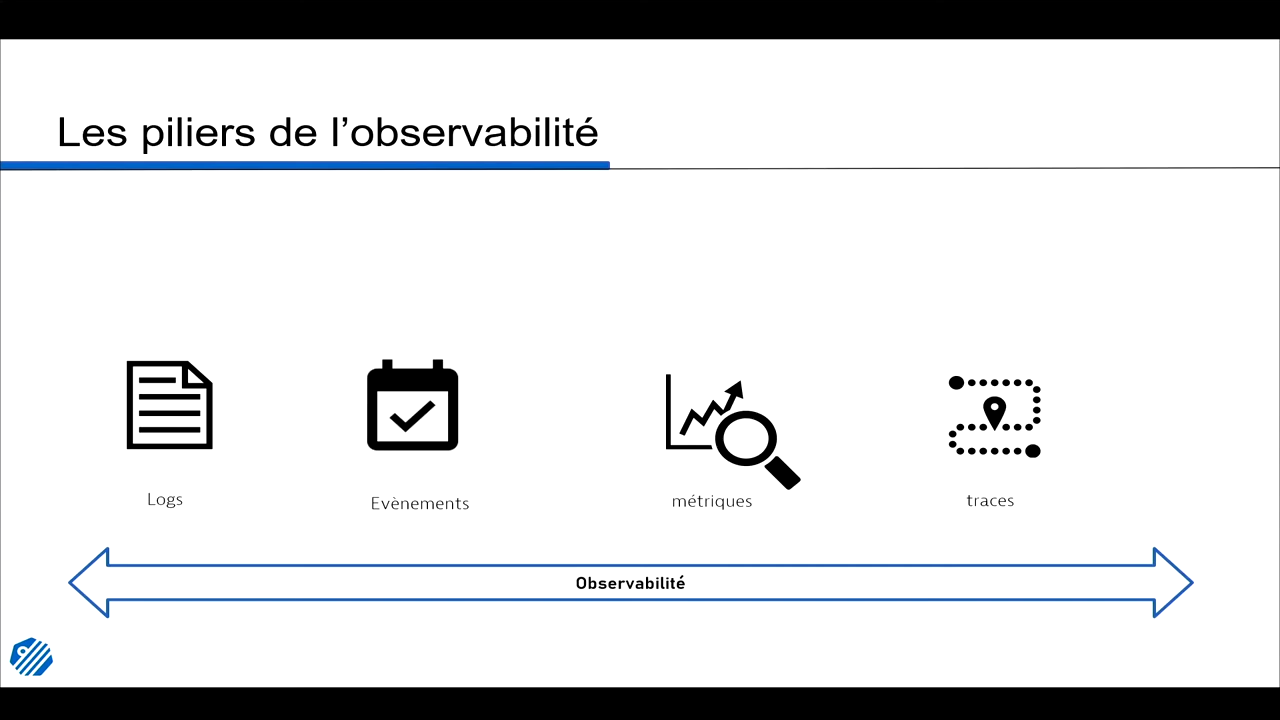 Les piliers de l’observabilité
Logs
Evènements
métriques
traces
Observabilité